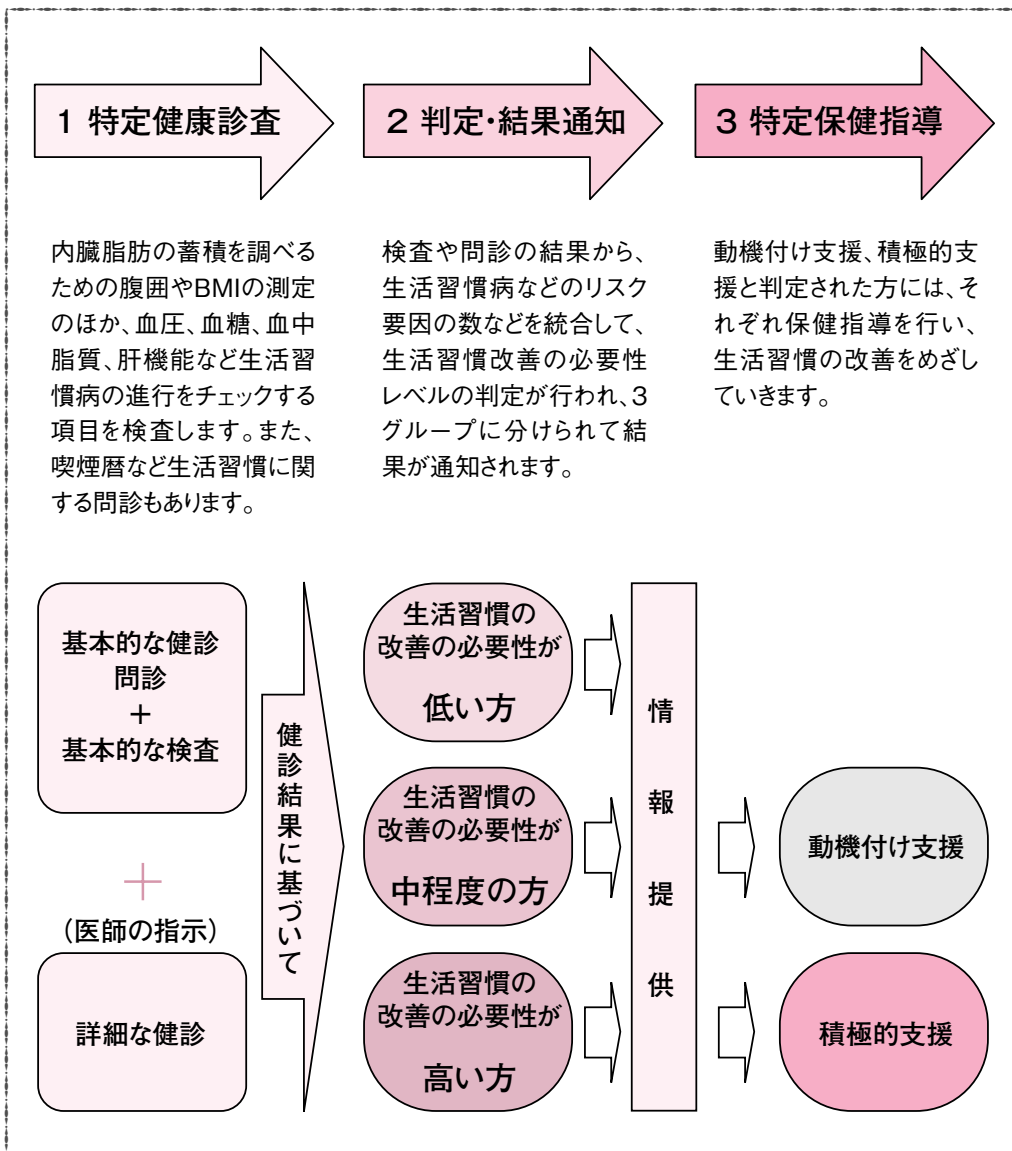 1 特定健康診査
2 判定・結果通知
3 特定保健指導
内臓脂肪の蓄積を調べる
ための腹囲やBMIの測定
のほか、血圧、血糖、血中
脂質、肝機能など生活習
慣病の進行をチェックする
項目を検査します。また、
喫煙暦など生活習慣に関
する問診もあります。
検査や問診の結果から、
生活習慣病などのリスク
要因の数などを統合して、
生活習慣改善の必要性
レベルの判定が行われ、3
グループに分けられて結
果が通知されます。
動機付け支援、積極的支
援と判定された方には、そ
れぞれ保健指導を行い、
生活習慣の改善をめざし
ていきます。
基本的な健診
問診
+
基本的な検査
+
(医師の指示)
詳細な健診
健診結果に基づいて
生活習慣の
改善の必要性が
低い方
生活習慣の
改善の必要性が
中程度の方
生活習慣の
改善の必要性が
高い方
情報提供
動機付け支援
積極的支援